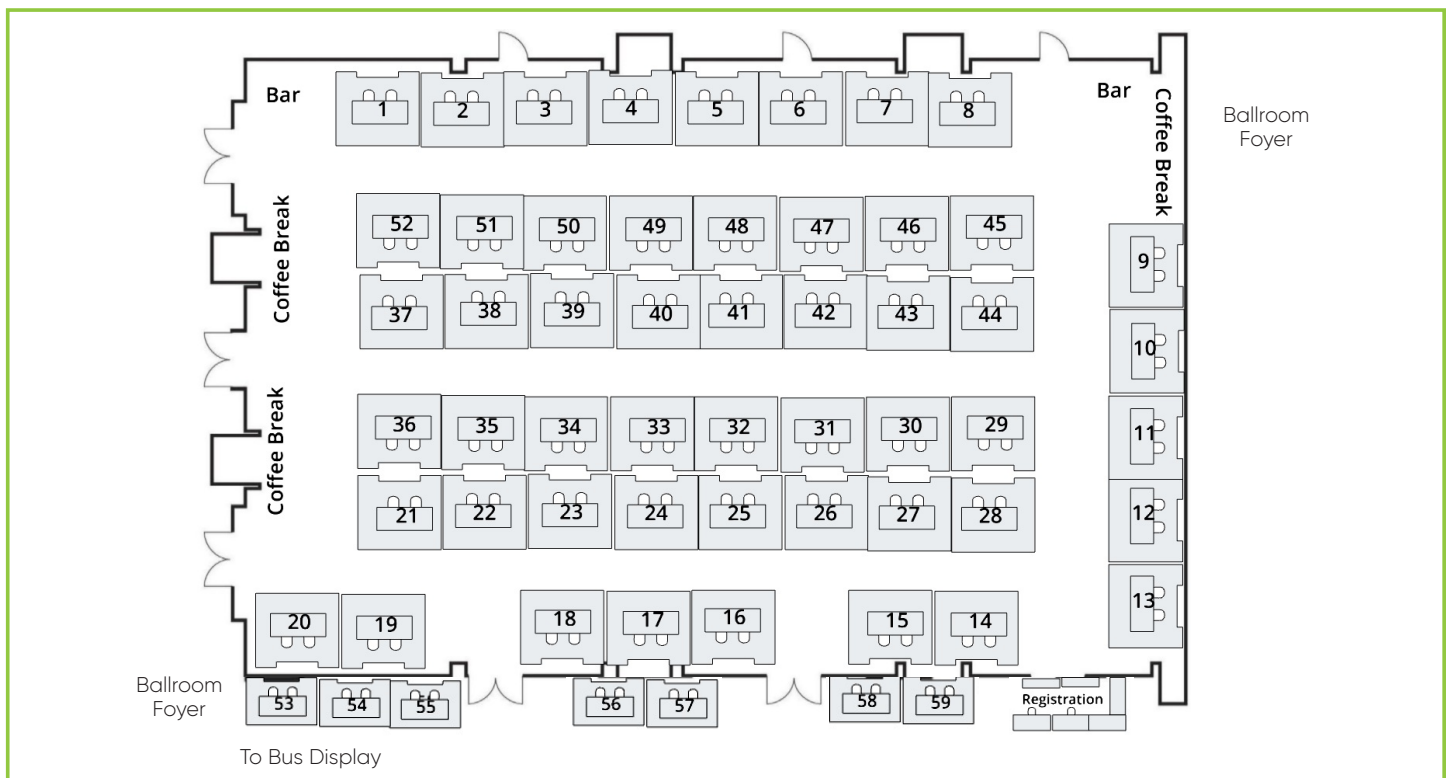 Bar
Bar
Coffee Break
Ballroom
Foyer
1 2 3 4 5 6 7 8
Coffee Break
52 51 50 49 48 47 46 45
37 38 39 40 41 42 43 44
9
10
11
12
13
Coffee Break
36 35 34 33 32 31 30 29
21 22 23 24 25 26 27 28
20 19 18 17 16 15 14
Ballroom
Foyer
53 54 55 56 57 58 59
Registration
To Bus Display